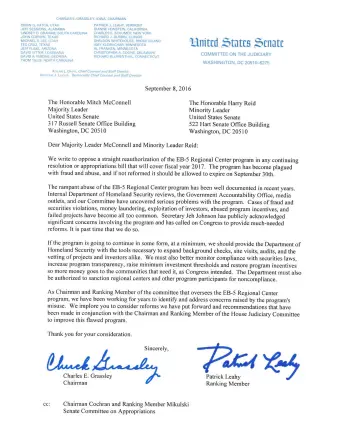 CHARLES E. GRASSLEY, IOWA, CHAIRMAN
United States Senate
COMMITTEE ON THE JUDICIARY
WASHINGTON, DC 20510-6275
September 8, 2016
The Honorable Mitch McConnell
Majority Leader
United States Senate
317 Russell Senate Office Building
Washington, DC 20510
The Honorable Harry Reid
Minority Leader
United States Senate
522 Hart Senate Office Building
Washington, DC 20510
Dear Majority Leader McConnell and Minority Leader Reid:
We write to oppose a straight reauthorization of the EB-5 Regional Center program in any continuing
resolution or appropriations bill that will cover fiscal year 2017. The program has become plagued
with fraud and abuse, and if not reformed it should be allowed to expire on September 30th.
The rampant abuse of the EB-5 Regional Center program has been well documented in recent years.
Internal Department of Homeland Security reviews, the Government Accountability Office, media
outlets, and our Committee have uncovered serious problems with the program. Cases of fraud and
securities violations, money laundering, exploitation of investors, abused program incentives, and
failed projects have become all too common. Secretary Jeh Johnson has publicly acknowledged
significant concerns involving the program and has called on Congress to provide much-needed
reforms. It is past time that we do so.
If the program is going to continue in some form, at a minimum, we should provide the Department of
Homeland Security with the tools necessary to expand background checks, site visits, audits, and the
vetting of projects and investors alike. We must also better monitor compliance with securities laws,
increase program transparency, raise minimum investment thresholds and restore program incentives
so more money goes to the communities that need it, as Congress intended. The Department must also
be authorized to sanction regional centers and other program participants for noncompliance.
As Chairman and Ranking Member of the committee that oversees the EB-5 Regional Center
program, we have been working for years to identify and address concerns raised by the program's
misuse. We implore you to consider reforms we have put forward and recommendations that have
been made in conjunction with the Chairman and Ranking Member of the House Judiciary Committee
to improve this flawed program.
Thank you for your consideration.
Sincerely,
Chuck Grassley
Patrick Leahy
Charles E. Grassley
Chairman
Patrick Leahy
Ranking Member
cc: Chairman Cochran and Ranking Member Mikulski
Senate Committee on Appropriations